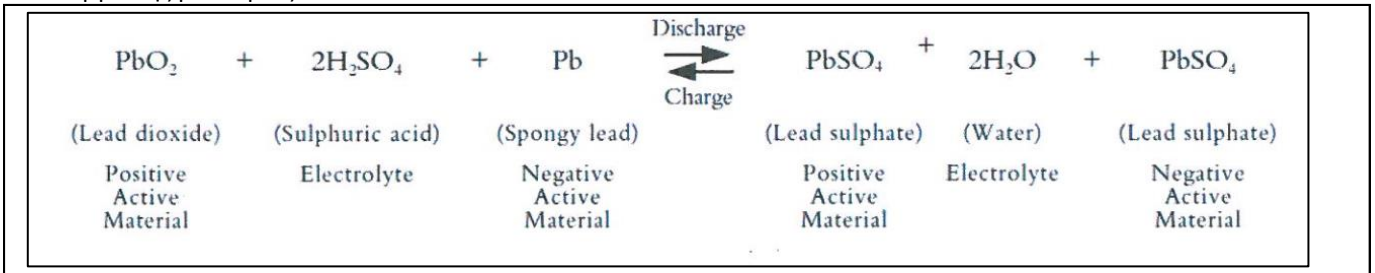 Discharge
PbO₂ + 2H₂SO₄ + Pb PbSO₄ + 2H₂O + PbSO₄
Charge
(Lead dioxide) (Sulphuric acid) (Spongy lead) (Lead sulphate) (Water) (Lead sulphate)
Positive Electrolyte Negative Positive Electrolyte Negative
Active Active Active Active
Material Material Material Material